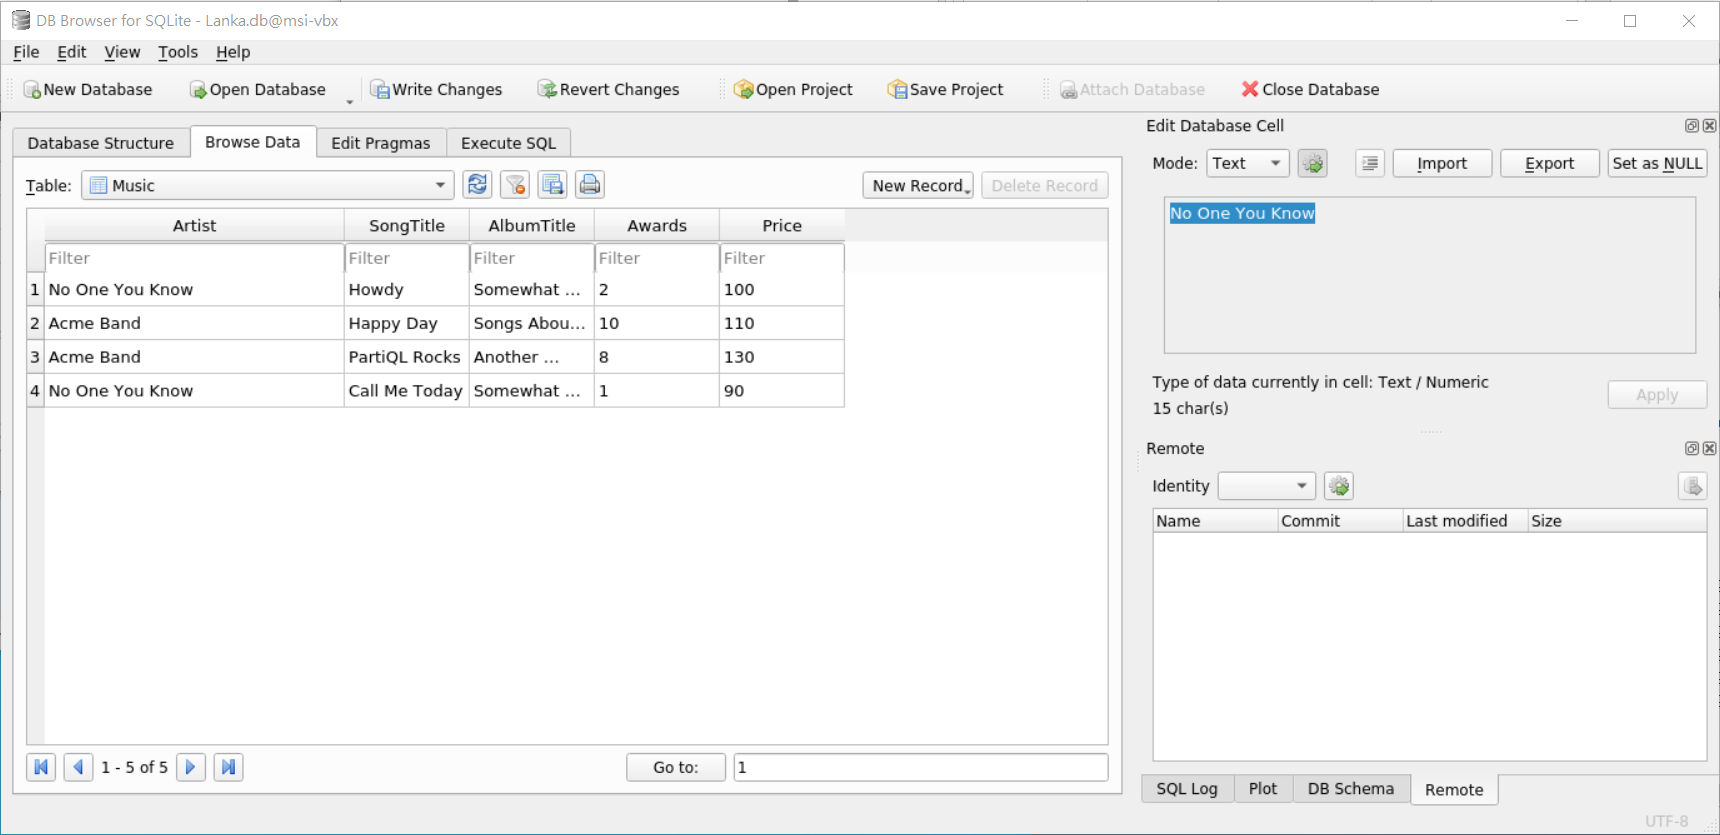 DB Browser for SQLite - Lanka.db@msi-vbx
File Edit View Tools Help
New Database Open Database Write Changes Revert Changes Open Project Save Project Attach Database Close Database
Database Structure Browse Data Edit Pragmas Execute SQL
Table: Music New Record Delete Record
Artist SongTitle AlbumTitle Awards Price
Filter Filter Filter Filter Filter
1 No One You Know Howdy Somewhat ... 2 100
2 Acme Band Happy Day Songs Abou... 10 110
3 Acme Band PartiQL Rocks Another ... 8 130
4 No One You Know Call Me Today Somewhat ... 1 90
1 - 5 of 5 Go to: 1
Edit Database Cell
Mode: Text Import Export Set as NULL
No One You Know
Type of data currently in cell: Text / Numeric
15 char(s)
Apply
Remote
Identity
Name Commit Last modified Size
SQL Log Plot DB Schema Remote
UTF-8